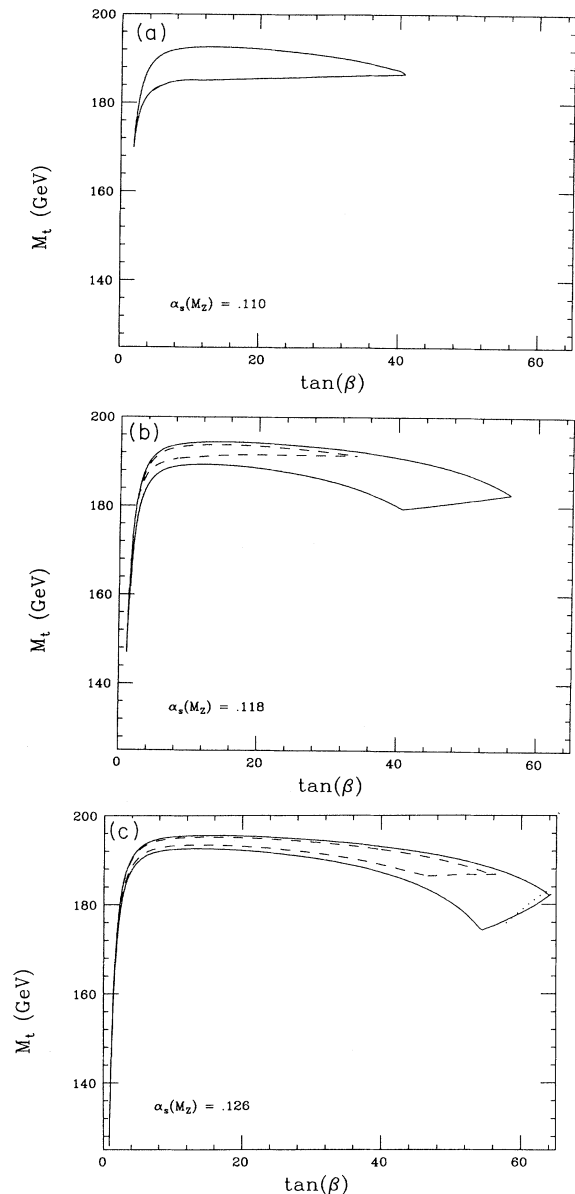 (a)
200
180
160
140
M_t (GeV)
α_s(M_Z) = .110
0
20
40
60
tan(β)
(b)
200
180
160
140
M_t (GeV)
α_s(M_Z) = .118
0
20
40
60
tan(β)
(c)
200
180
160
140
M_t (GeV)
α_s(M_Z) = .126
0
20
40
60
tan(β)